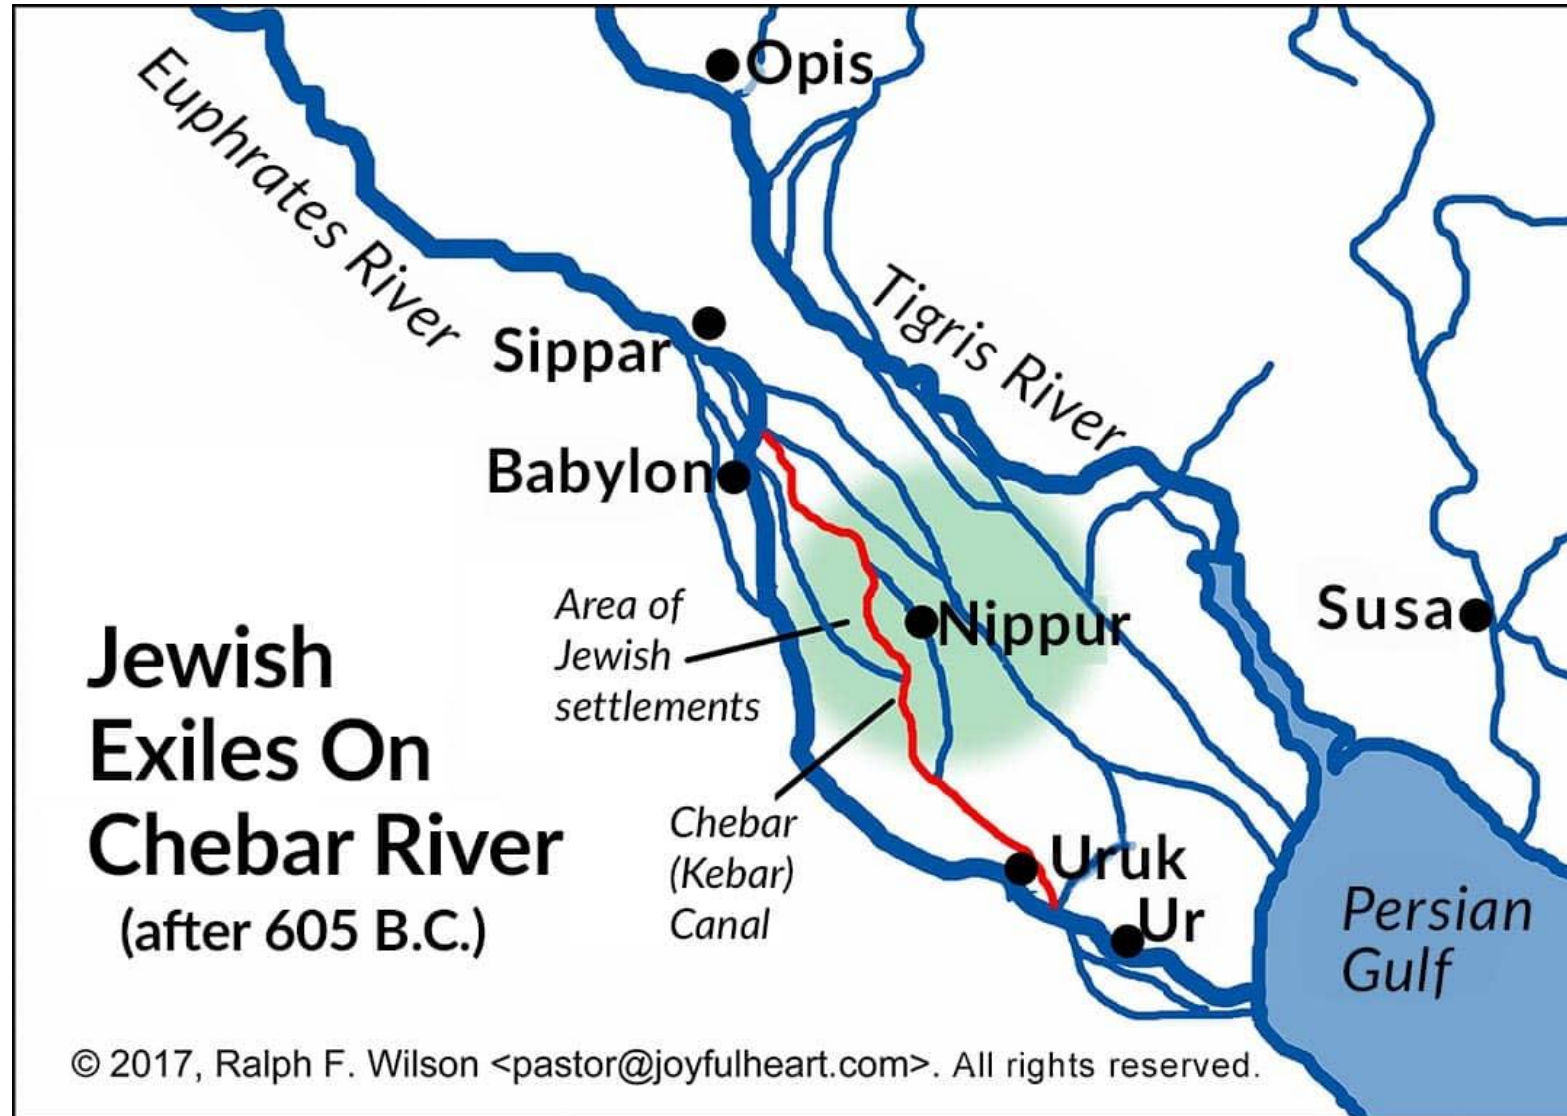 Opis
Euphrates River
Tigris River
Sippar
Babylon
Area of
Jewish
settlements
Nippur
Susa
Jewish
Exiles On
Chebar River
(after 605 B.C.)
Chebar
(Kebar)
Canal
Uruk
Ur
Persian
Gulf
© 2017, Ralph F. Wilson <pastor@joyfulheart.com>. All rights reserved.